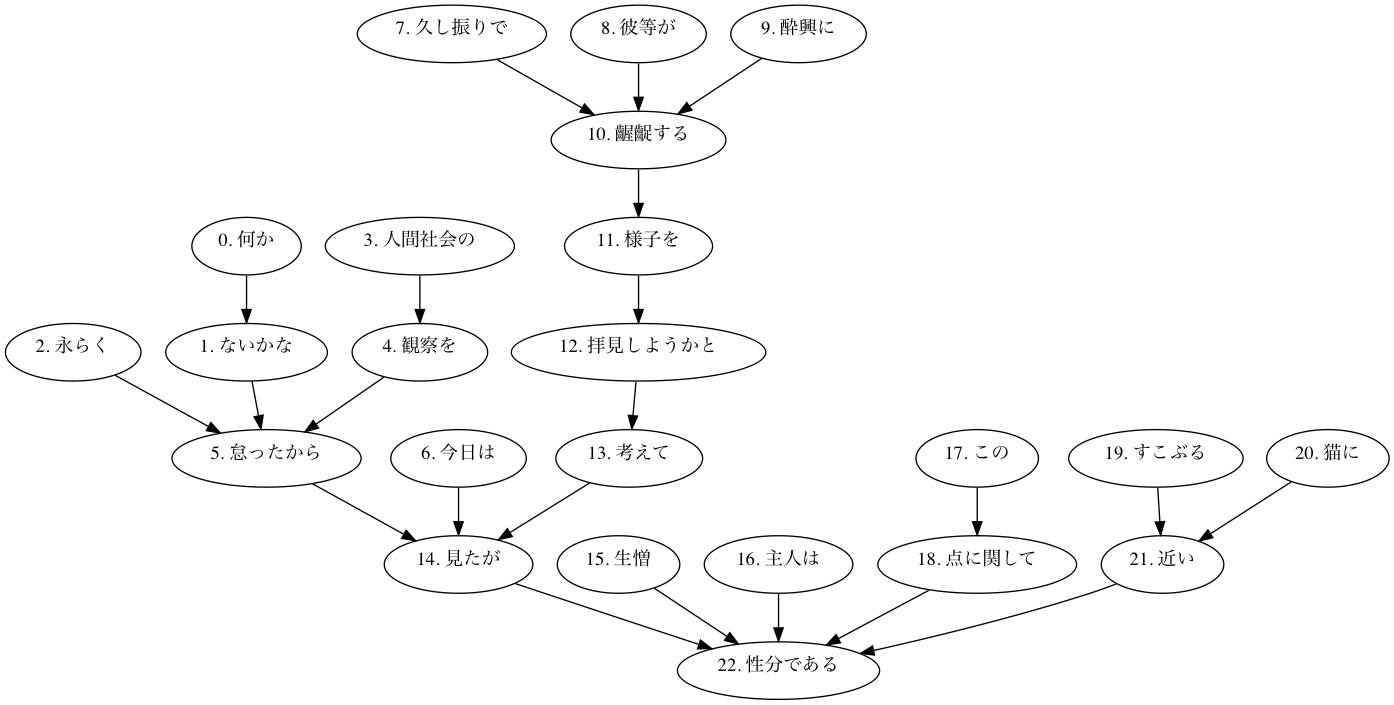 7. 久し振りで
8. 彼等が
9. 酔興に
10. 齷齪する
0. 何か
3. 人間社会の
11. 様子を
2. 永らく
1. ないかな
4. 観察を
12. 拝見しようかと
5. 怠ったから
6. 今日は
13. 考えて
17. この
19. すこぶる
20. 猫に
14. 見たが
15. 生憎
16. 主人は
18. 点に関して
21. 近い
22. 性分である